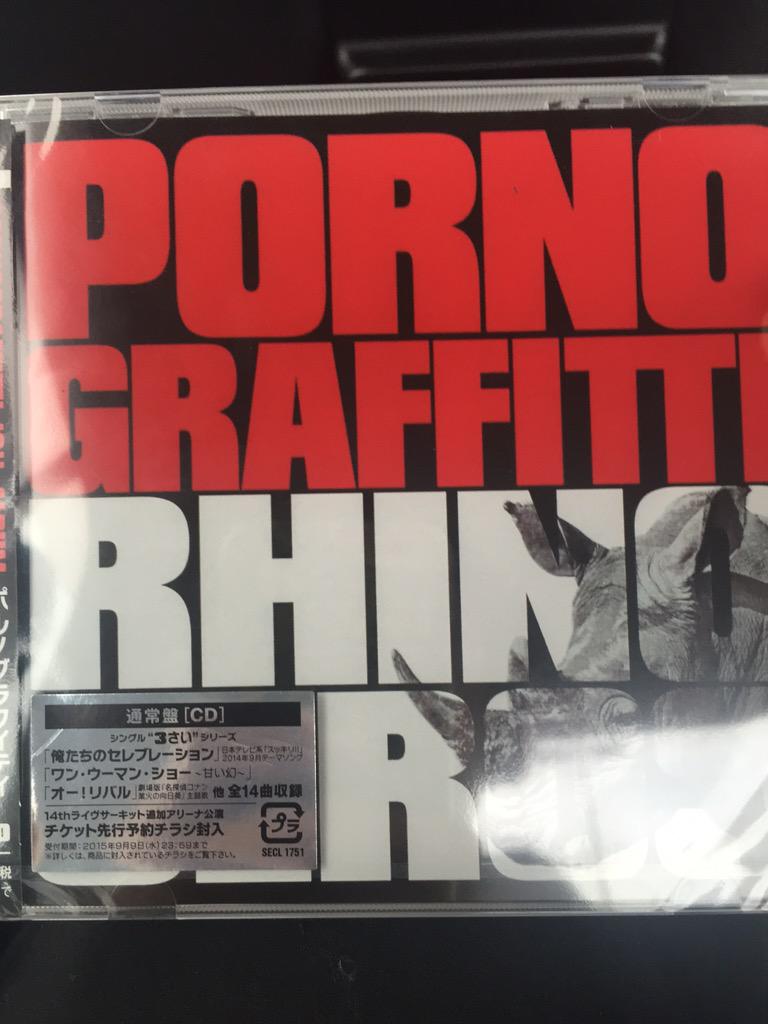 PORNO
GRAFFITTI
RHINO
CEROS
通常盤[CD]
シングル“3さい”シリーズ
「俺たちのセレブレーション」日本テレビ系「スッキリ!!」2014年9月テーマソング
「ワン・ウーマン・ショー ~甘い幻~」
「オー!リバル」劇場版「名探偵コナン 業火の向日葵」主題歌 他 全14曲収録
14thライヴサーキット追加アリーナ公演
チケット先行予約チラシ封入
受付期間:2015年9月9日(水)23:59まで
※詳しくは、商品に封入されているチラシをご覧下さい。
プラ
SECL 1751
ポルノグラフィティ